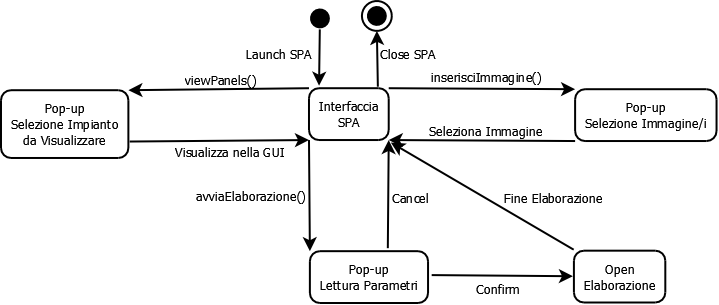 Launch SPA
Close SPA
viewPanels()
inserisciImmagine()
Pop-up
Selezione Impianto
da Visualizzare
Interfaccia
SPA
Pop-up
Selezione Immagine/i
Visualizza nella GUI
Seleziona Immagine
avviaElaborazione()
Cancel
Fine Elaborazione
Pop-up
Lettura Parametri
Confirm
Open
Elaborazione